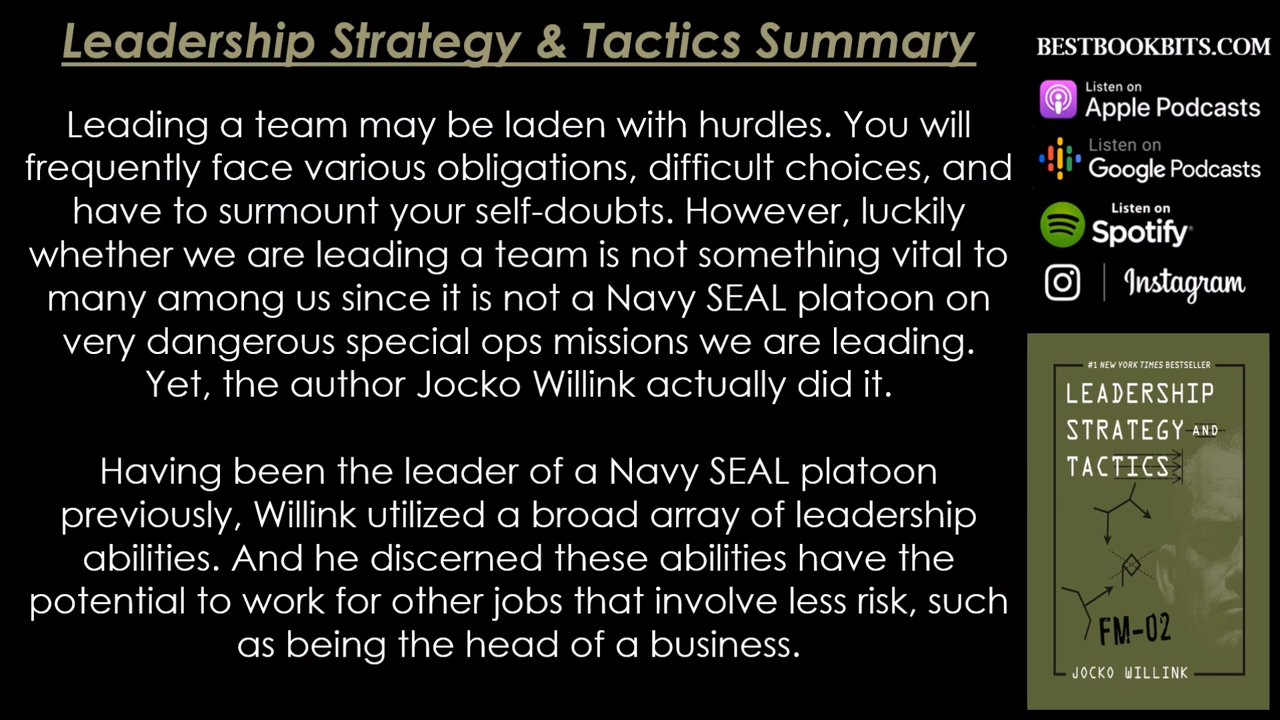 Leadership Strategy & Tactics Summary
Leading a team may be laden with hurdles. You will
frequently face various obligations, difficult choices, and
have to surmount your self-doubts. However, luckily
whether we are leading a team is not something vital to
many among us since it is not a Navy SEAL platoon on
very dangerous special ops missions we are leading.
Yet, the author Jocko Willink actually did it.
Having been the leader of a Navy SEAL platoon
previously, Willink utilized a broad array of leadership
abilities. And he discerned these abilities have the
potential to work for other jobs that involve less risk, such
as being the head of a business.
BESTBOOKBITS.COM
Listen on
Apple Podcasts
Listen on
Google Podcasts
Listen on
Spotify
Instagram
#1 NEW YORK TIMES BESTSELLER
LEADERSHIP
STRATEGY AND
TACTICS
FM-02
JOCKO WILLINK